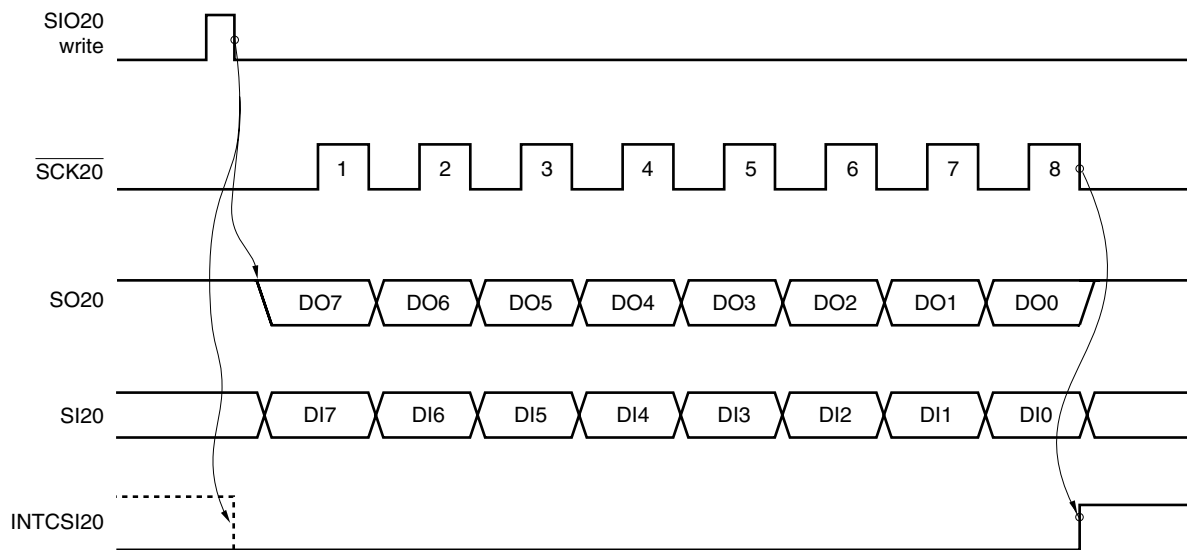 SIO20
write
SCK20
1 2 3 4 5 6 7 8
SO20
DO7 DO6 DO5 DO4 DO3 DO2 DO1 DO0
SI20
DI7 DI6 DI5 DI4 DI3 DI2 DI1 DI0
INTCSI20